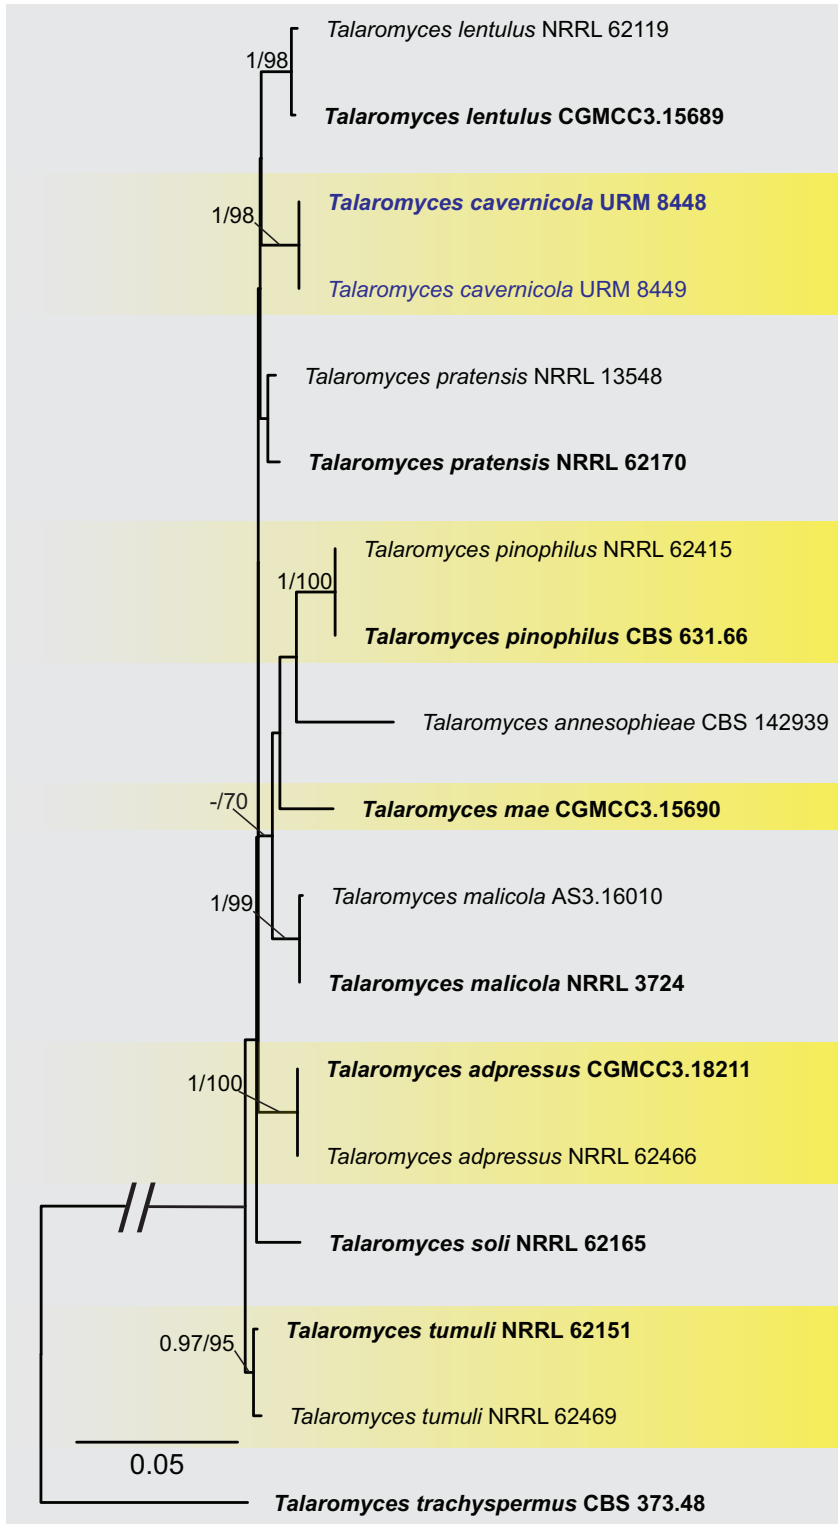 Talaromyces lentulus NRRL 62119
1/98
Talaromyces lentulus CGMCC3.15689
Talaromyces cavernicola URM 8448
1/98
Talaromyces cavernicola URM 8449
Talaromyces pratensis NRRL 13548
Talaromyces pratensis NRRL 62170
Talaromyces pinophilus NRRL 62415
1/100
Talaromyces pinophilus CBS 631.66
Talaromyces annesophieae CBS 142939
-/70
Talaromyces mae CGMCC3.15690
Talaromyces malicola AS3.16010
1/99
Talaromyces malicola NRRL 3724
Talaromyces adpressus CGMCC3.18211
1/100
Talaromyces adpressus NRRL 62466
Talaromyces soli NRRL 62165
Talaromyces tumuli NRRL 62151
0.97/95
Talaromyces tumuli NRRL 62469
0.05
Talaromyces trachyspermus CBS 373.48